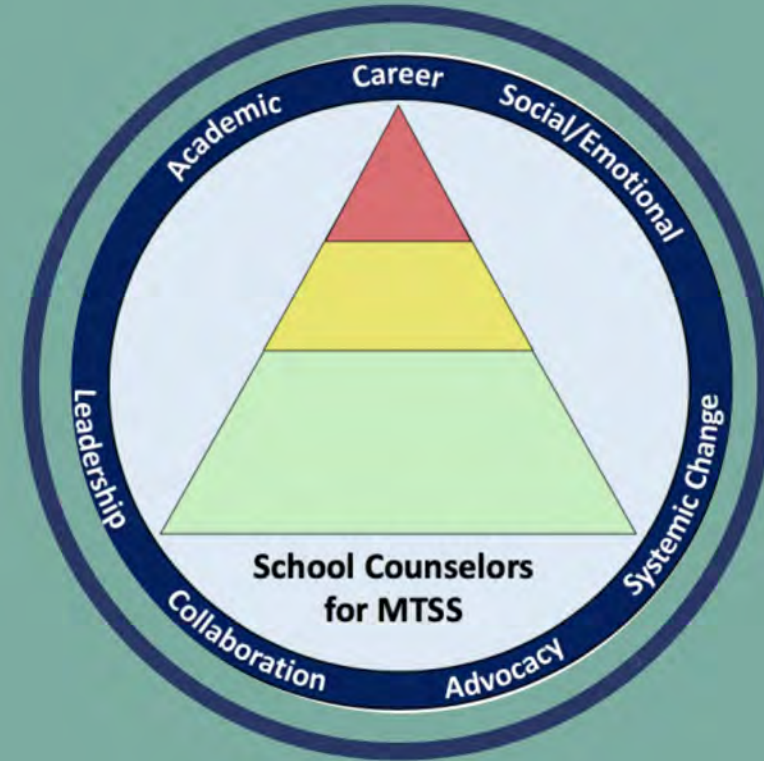 Academic
Career
Social/Emotional
Leadership
Systemic Change
Collaboration
Advocacy
School Counselors
for MTSS